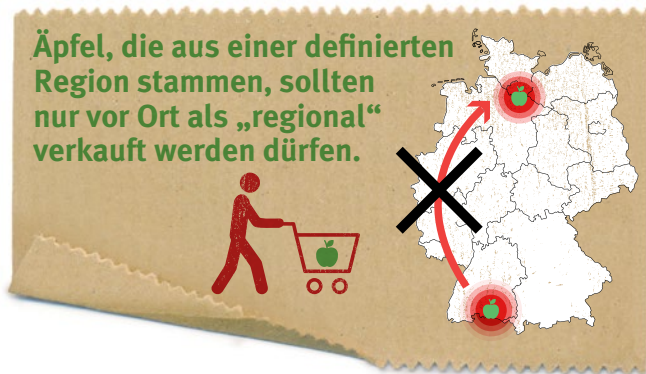 Äpfel, die aus einer definierten
Region stammen, sollten
nur vor Ort als „regional“
verkauft werden dürfen.